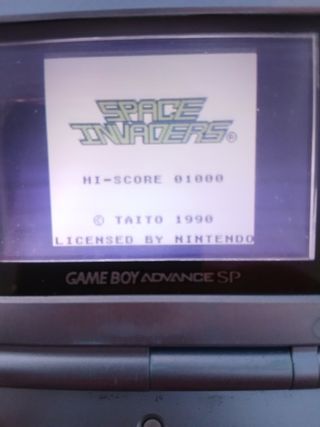 SPACE
INVADERS®
HI-SCORE 01000
© TAITO 1990
LICENSED BY NINTENDO
GAME BOY ADVANCE SP